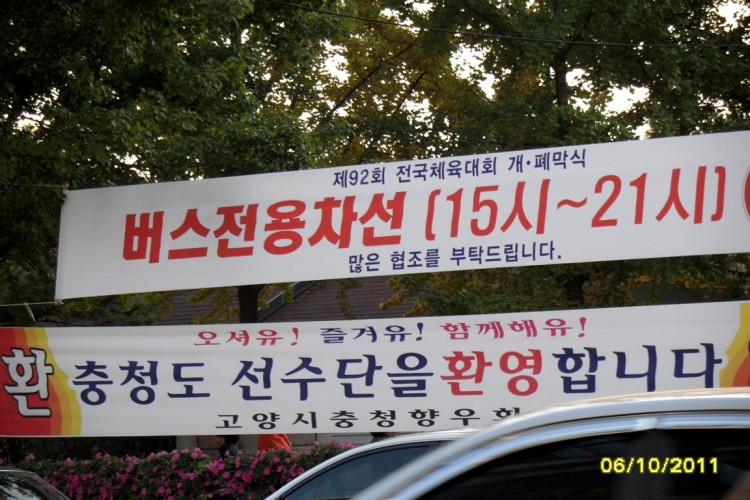 제92회 전국체육대회 개·폐막식
버스전용차선 (15시~21시)
많은 협조를 부탁드립니다.
오셔유! 즐겨유! 함께해유!
환 충청도 선수단을환영합니다
고양시충청향우회
06/10/2011